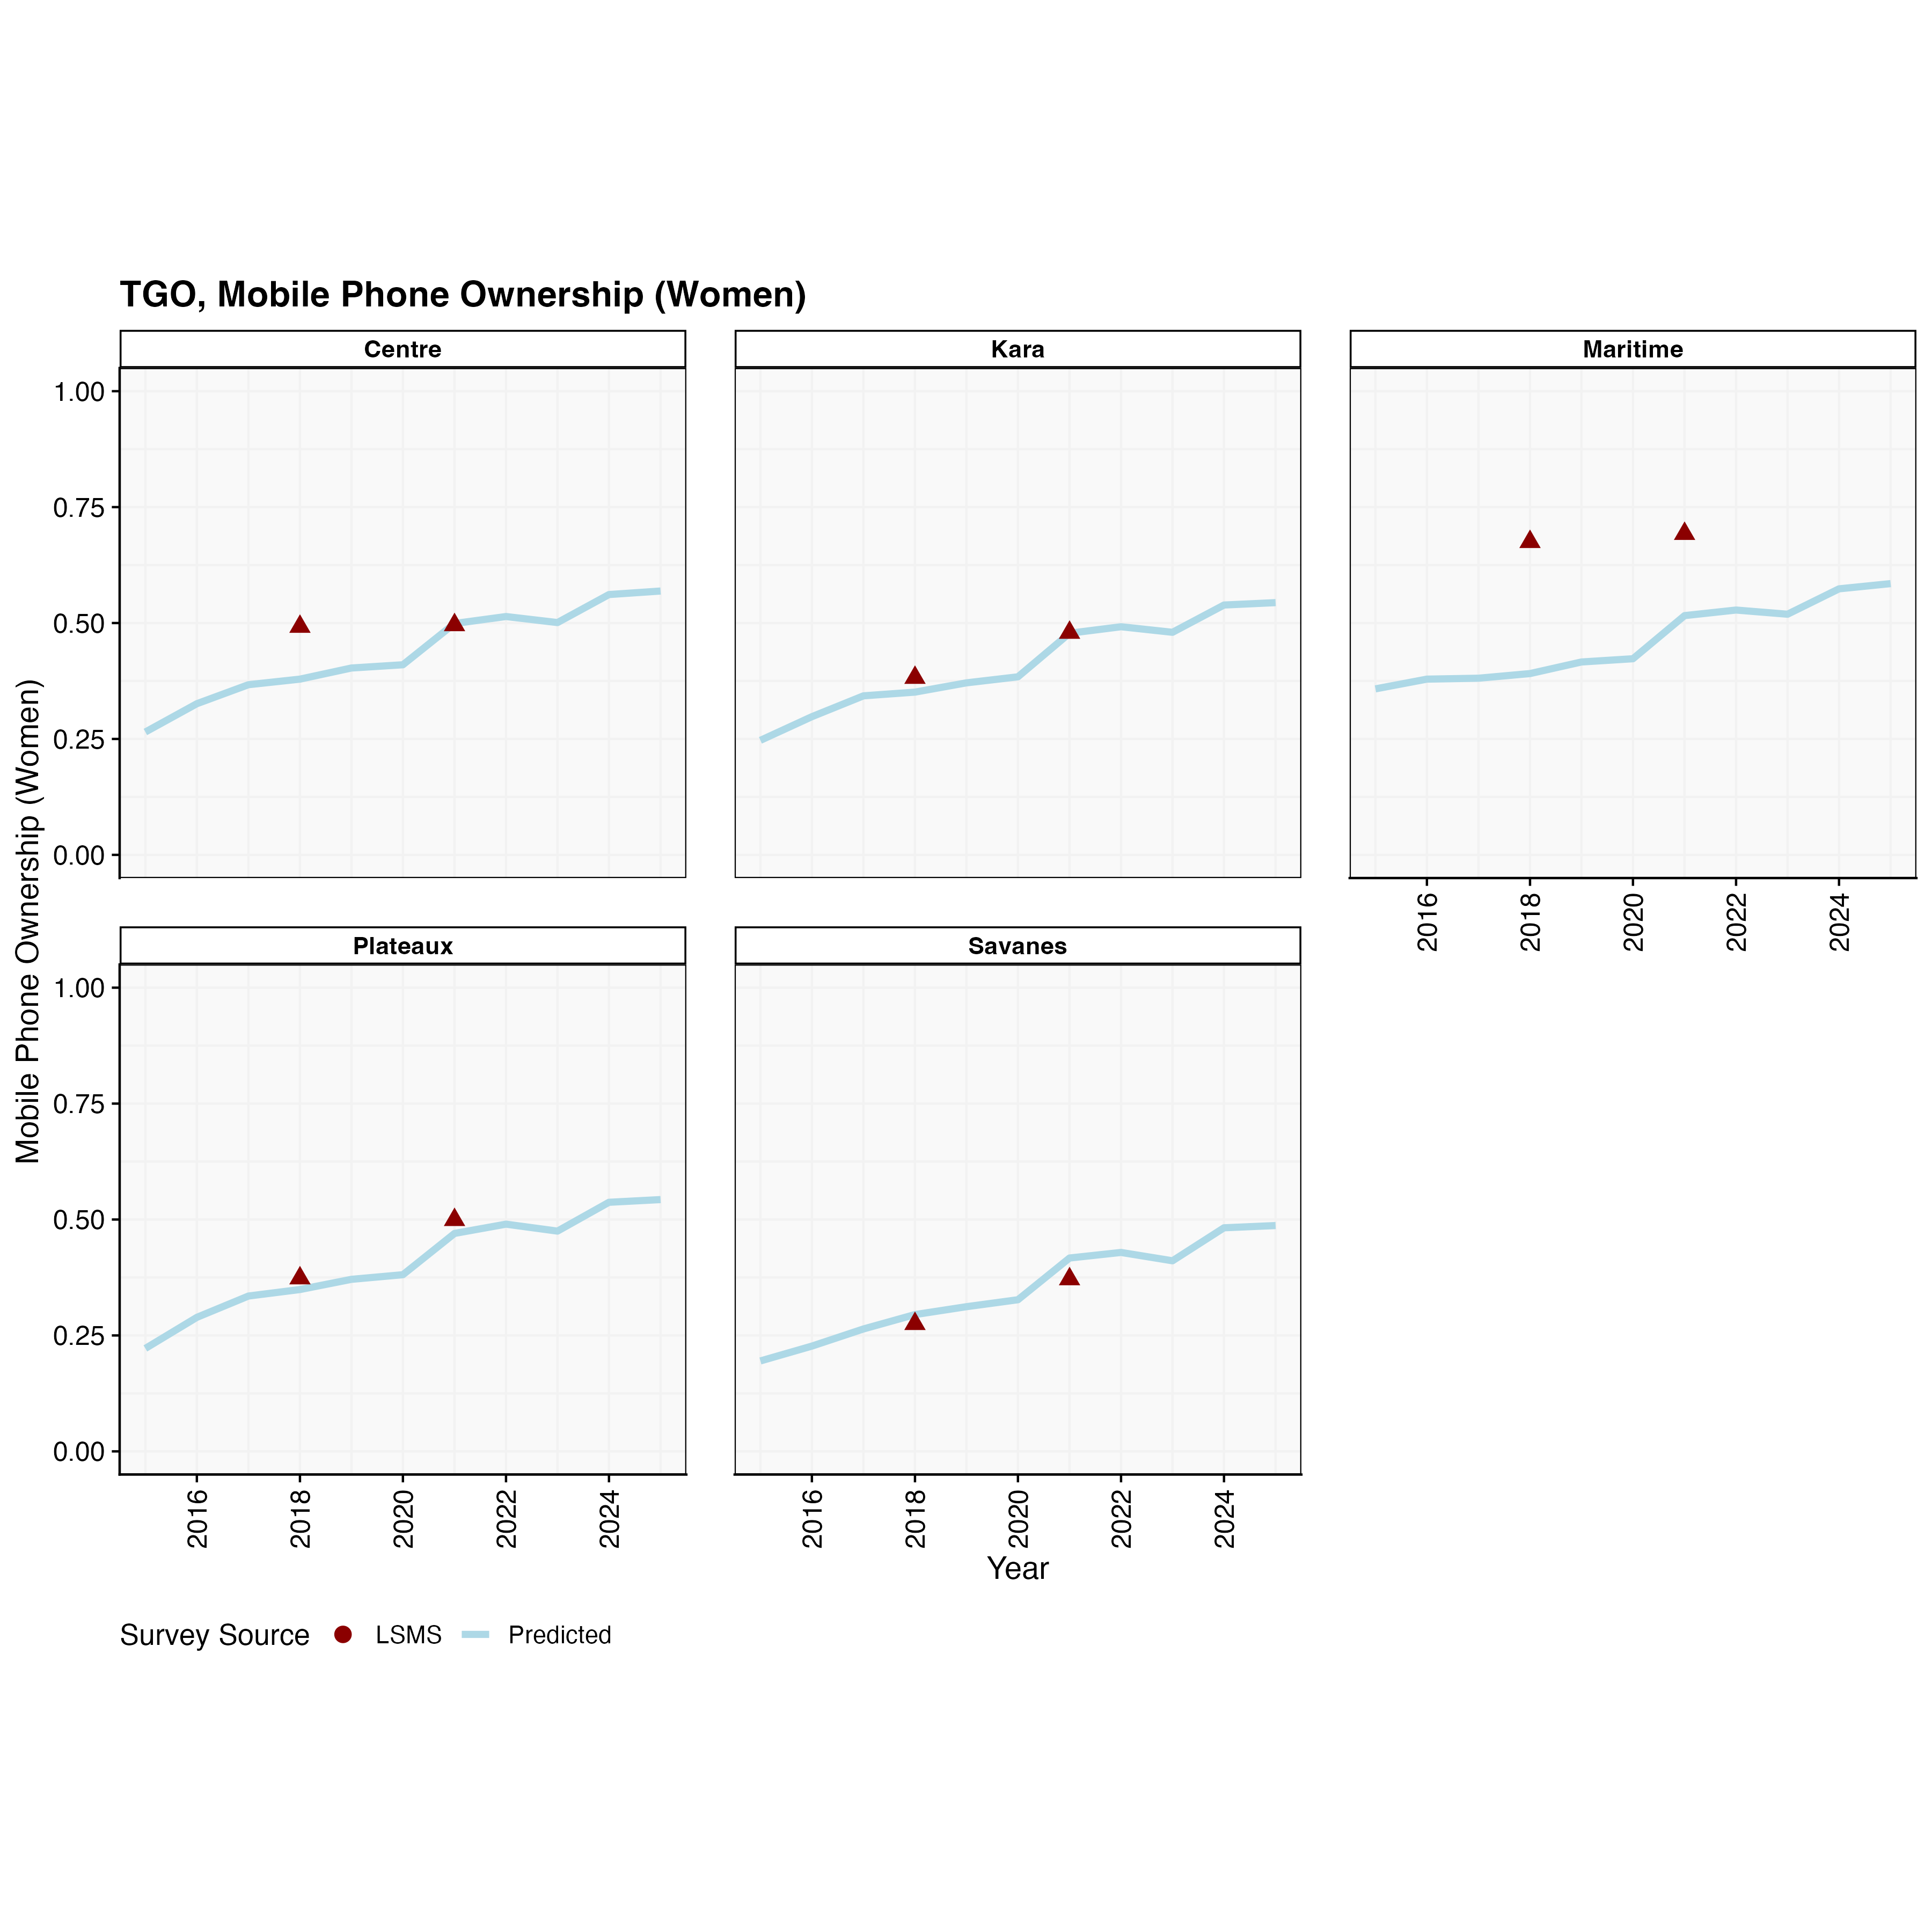 TGO, Mobile Phone Ownership (Women)
Centre
Kara
Maritime
1.00
0.75
0.50
0.25
0.00
2016
2018
2020
2022
2024
Mobile Phone Ownership (Women)
Plateaux
Savanes
1.00
0.75
0.50
0.25
0.00
2016
2018
2020
2022
2024
2016
2018
2020
2022
2024
Year
Survey Source LSMS Predicted